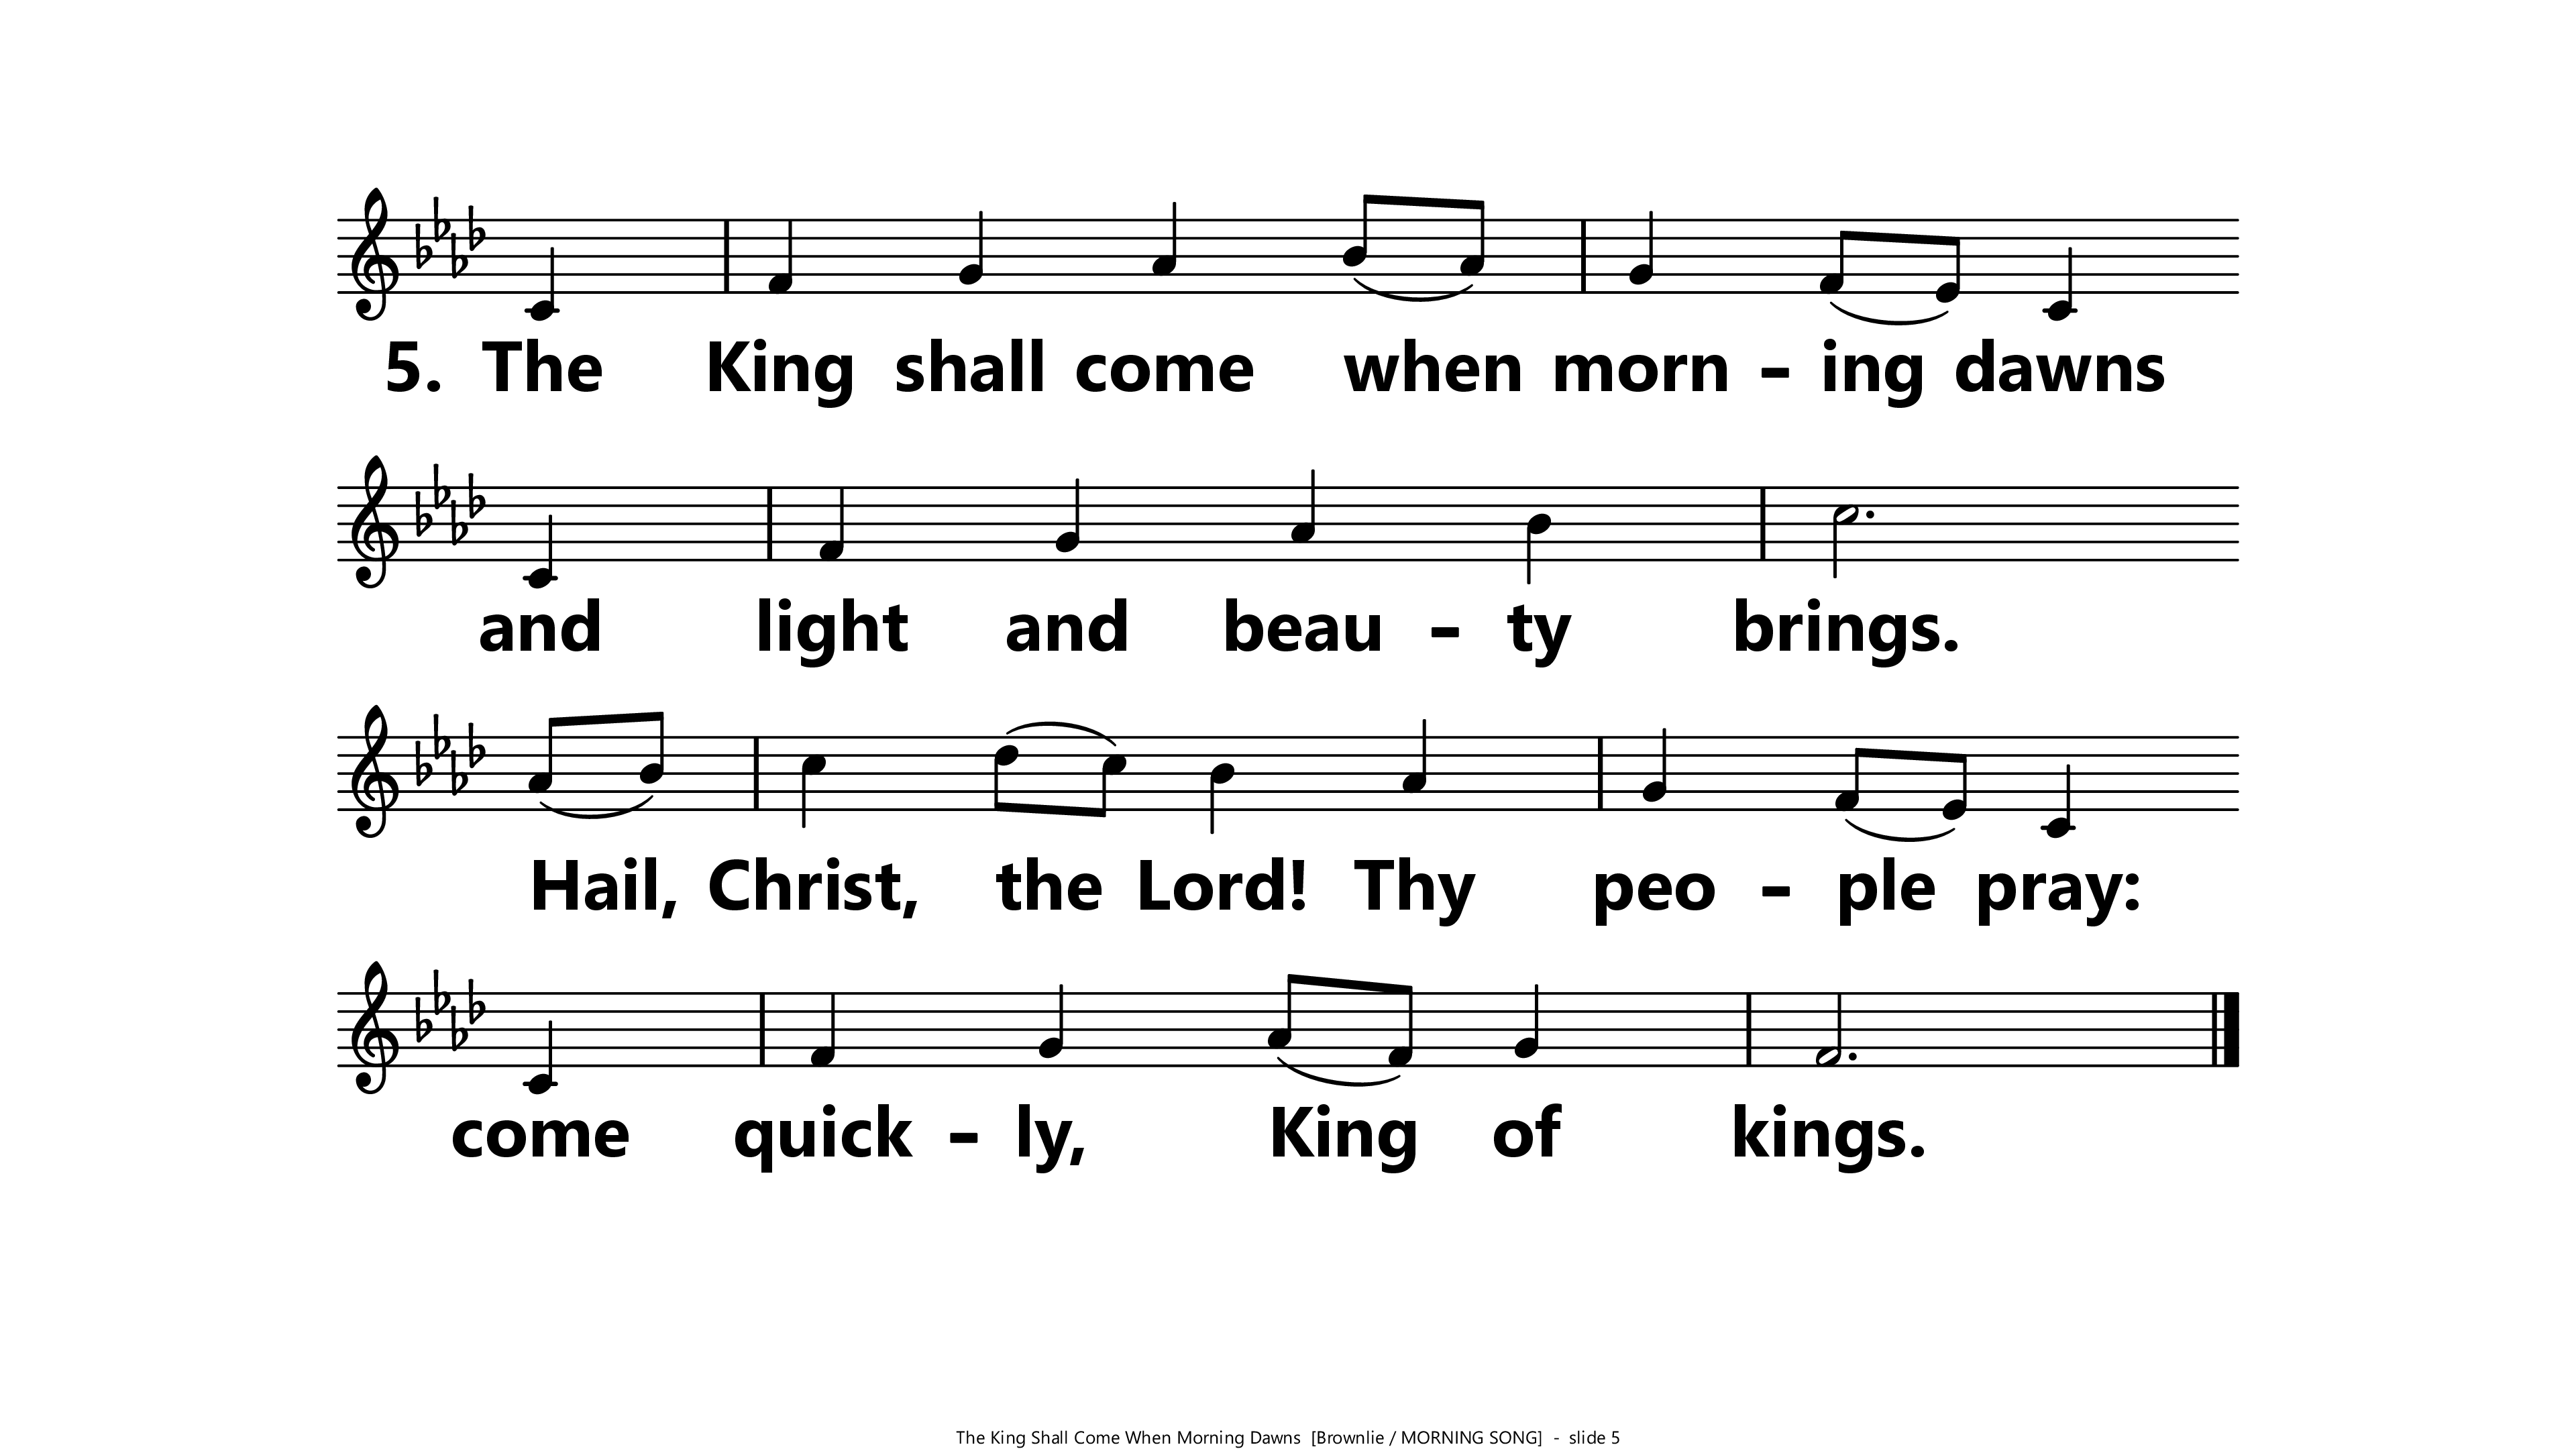 5. The King shall come when morn - ing dawns
and light and beau - ty brings.
Hail, Christ, the Lord! Thy peo - ple pray:
come quick - ly, King of kings.
The King Shall Come When Morning Dawns [Brownlie / MORNING SONG] - slide 5